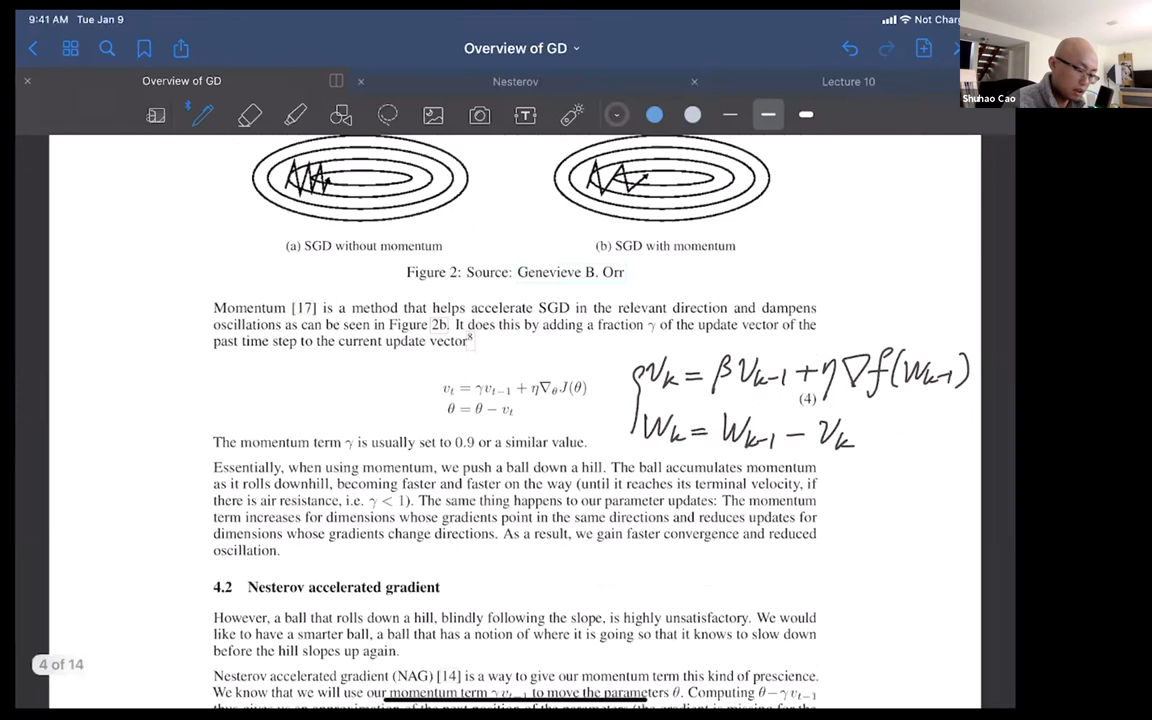 9:41 AM Tue Jan 9
Not Charg
Overview of GD
Overview of GD
Nesterov
Lecture 10
Shuhao Cao
(a) SGD without momentum
(b) SGD with momentum
Figure 2: Source: Genevieve B. Orr
Momentum [17] is a method that helps accelerate SGD in the relevant direction and dampens
oscillations as can be seen in Figure 2b. It does this by adding a fraction γ of the update vector of the
past time step to the current update vector⁸
v_t = γv_{t−1} + η∇_θJ(θ)
θ = θ − v_t
(4)
v_k = βv_{k-1} + η∇f(w_{k-1})
w_k = w_{k-1} − v_k
The momentum term γ is usually set to 0.9 or a similar value.
Essentially, when using momentum, we push a ball down a hill. The ball accumulates momentum
as it rolls downhill, becoming faster and faster on the way (until it reaches its terminal velocity, if
there is air resistance, i.e. γ < 1). The same thing happens to our parameter updates: The momentum
term increases for dimensions whose gradients point in the same directions and reduces updates for
dimensions whose gradients change directions. As a result, we gain faster convergence and reduced
oscillation.
4.2 Nesterov accelerated gradient
However, a ball that rolls down a hill, blindly following the slope, is highly unsatisfactory. We would
like to have a smarter ball, a ball that has a notion of where it is going so that it knows to slow down
before the hill slopes up again.
4 of 14
Nesterov accelerated gradient (NAG) [14] is a way to give our momentum term this kind of prescience.
We know that we will use our momentum term γv_{t−1} to move the parameters θ. Computing θ−γv_{t−1}